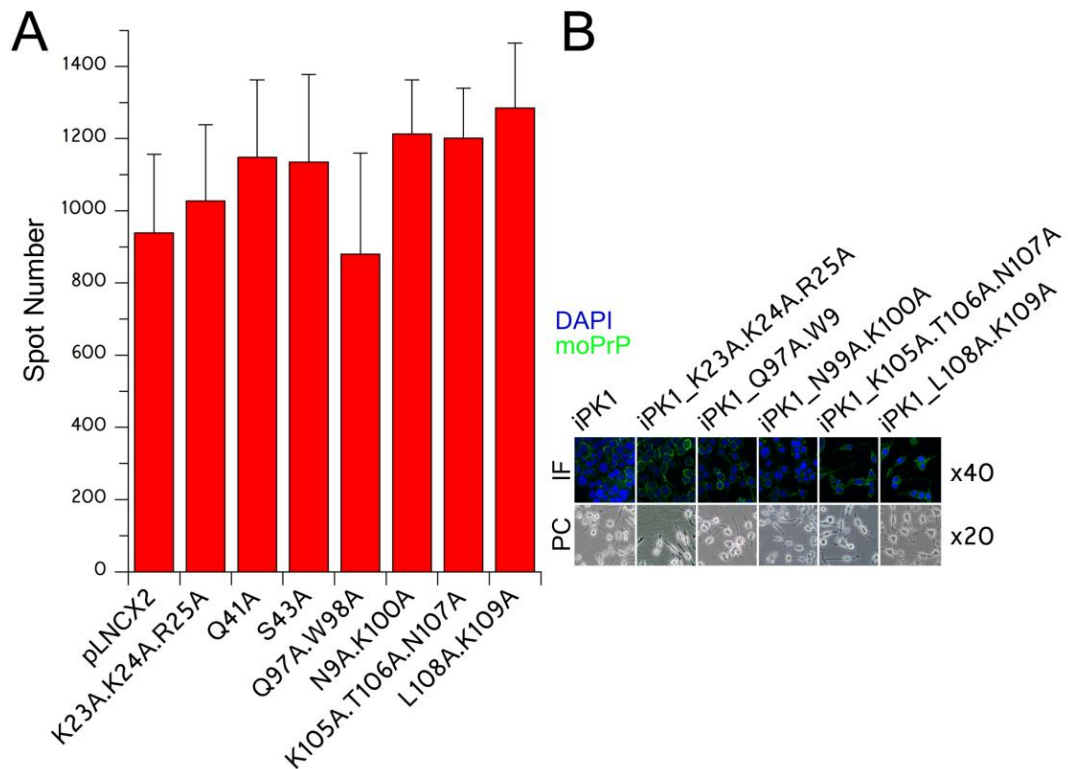 A
Spot Number
1400
1200
1000
800
600
400
200
0
pLNCX2
K23A.K24A.R25A
Q41A
S43A
Q97A.W98A
N9A.K100A
K105A.T106A.N107A
L108A.K109A
B
DAPI
moPrP
iPK1
iPK1_K23A.K24A.R25A
iPK1_Q97A.W9
iPK1_N99A.K100A
iPK1_K105A.T106A.N107A
iPK1_L108A.K109A
IF
x40
PC
x20